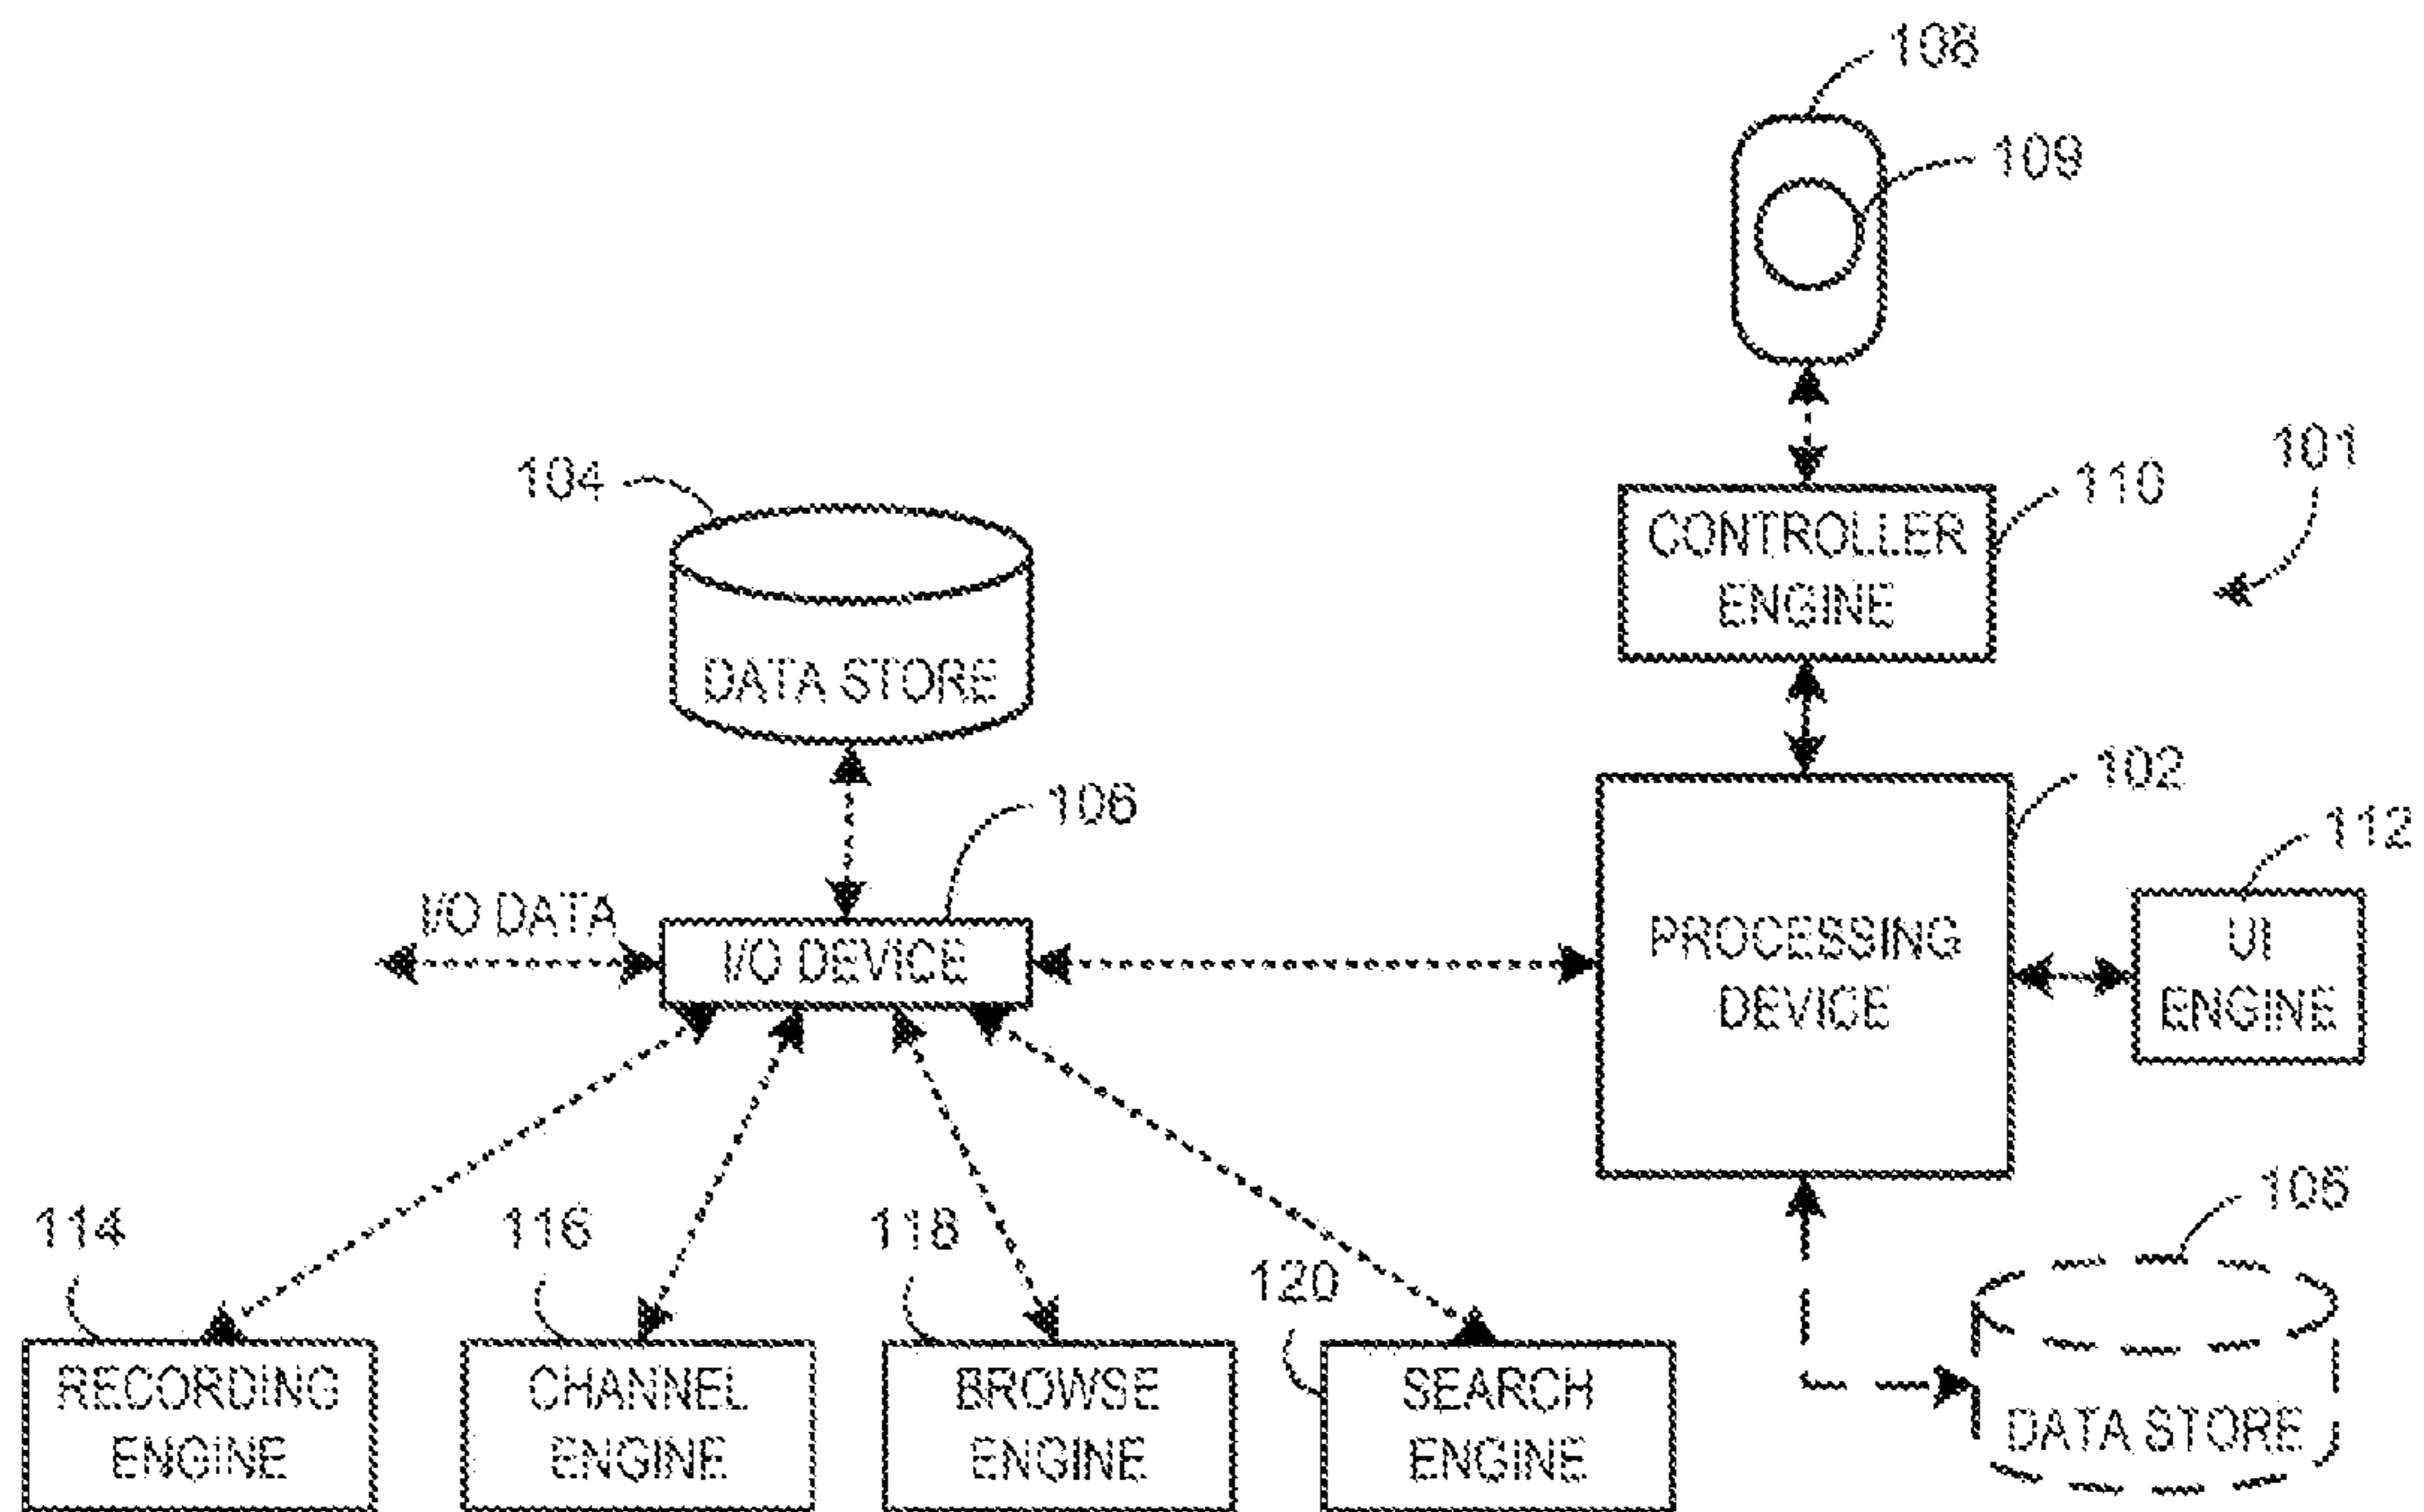 108
109
101
104
110
CONTROLLER
ENGINE
DATA STORE
102
106
112
I/O DATA
I/O DEVICE
PROCESSING
DEVICE
UI
ENGINE
105
114
116
118
120
RECORDING
ENGINE
CHANNEL
ENGINE
BROWSE
ENGINE
SEARCH
ENGINE
DATA STORE